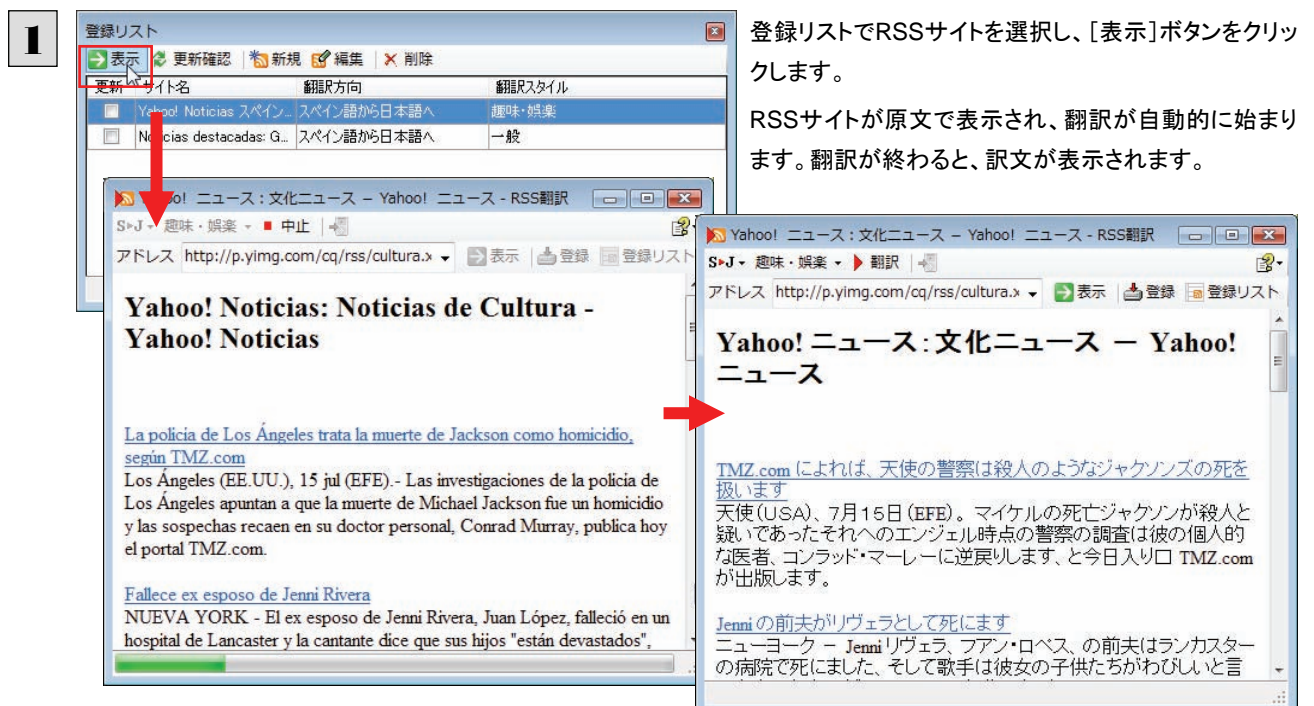 1
登録リスト
表示 更新確認 新規 編集 削除
更新 サイト名 翻訳方向 翻訳スタイル
Yahoo! Noticias スペイン... スペイン語から日本語へ 趣味・娯楽
Noticias destacadas: G... スペイン語から日本語へ 一般
登録リストでRSSサイトを選択し、［表示］ボタンをクリッ
クします。
RSSサイトが原文で表示され、翻訳が自動的に始まり
ます。翻訳が終わると、訳文が表示されます。
ニュース：文化ニュース − Yahoo! ニュース - RSS翻訳
S▸J 趣味・娯楽 中止
アドレス http://p.yimg.com/cq/rss/cultura.x 表示 登録 登録リスト
Yahoo! Noticias: Noticias de Cultura -
Yahoo! Noticias
La policia de Los Ángeles trata la muerte de Jackson como homicidio,
según TMZ.com
Los Ángeles (EE.UU.), 15 jul (EFE).- Las investigaciones de la policia de
Los Ángeles apuntan a que la muerte de Michael Jackson fue un homicidio
y las sospechas recaen en su doctor personal, Conrad Murray, publica hoy
el portal TMZ.com.
Fallece ex esposo de Jenni Rivera
NUEVA YORK - El ex esposo de Jenni Rivera, Juan López, falleció en un
hospital de Lancaster y la cantante dice que sus hijos "están devastados",
Yahoo! ニュース：文化ニュース − Yahoo! ニュース - RSS翻訳
S▸J 趣味・娯楽 翻訳
アドレス http://p.yimg.com/cq/rss/cultura.x 表示 登録 登録リスト
Yahoo! ニュース：文化ニュース − Yahoo!
ニュース
TMZ.com によれば、天使の警察は殺人のようなジャクソンズの死を
扱います
天使（USA）、7月15日（EFE）。マイケルの死亡ジャクソンが殺人と
疑いであったそれへのエンジェル時点の警察の調査は彼の個人的
な医者、コンラッド・マーレーに逆戻りします、と今日入り口 TMZ.com
が出版します。
Jenni の前夫がリヴェラとして死にます
ニューヨーク − Jenni リヴェラ、フアン・ロペス、の前夫はランカスター
の病院で死にました、そして歌手は彼女の子供たちがわびしいと言